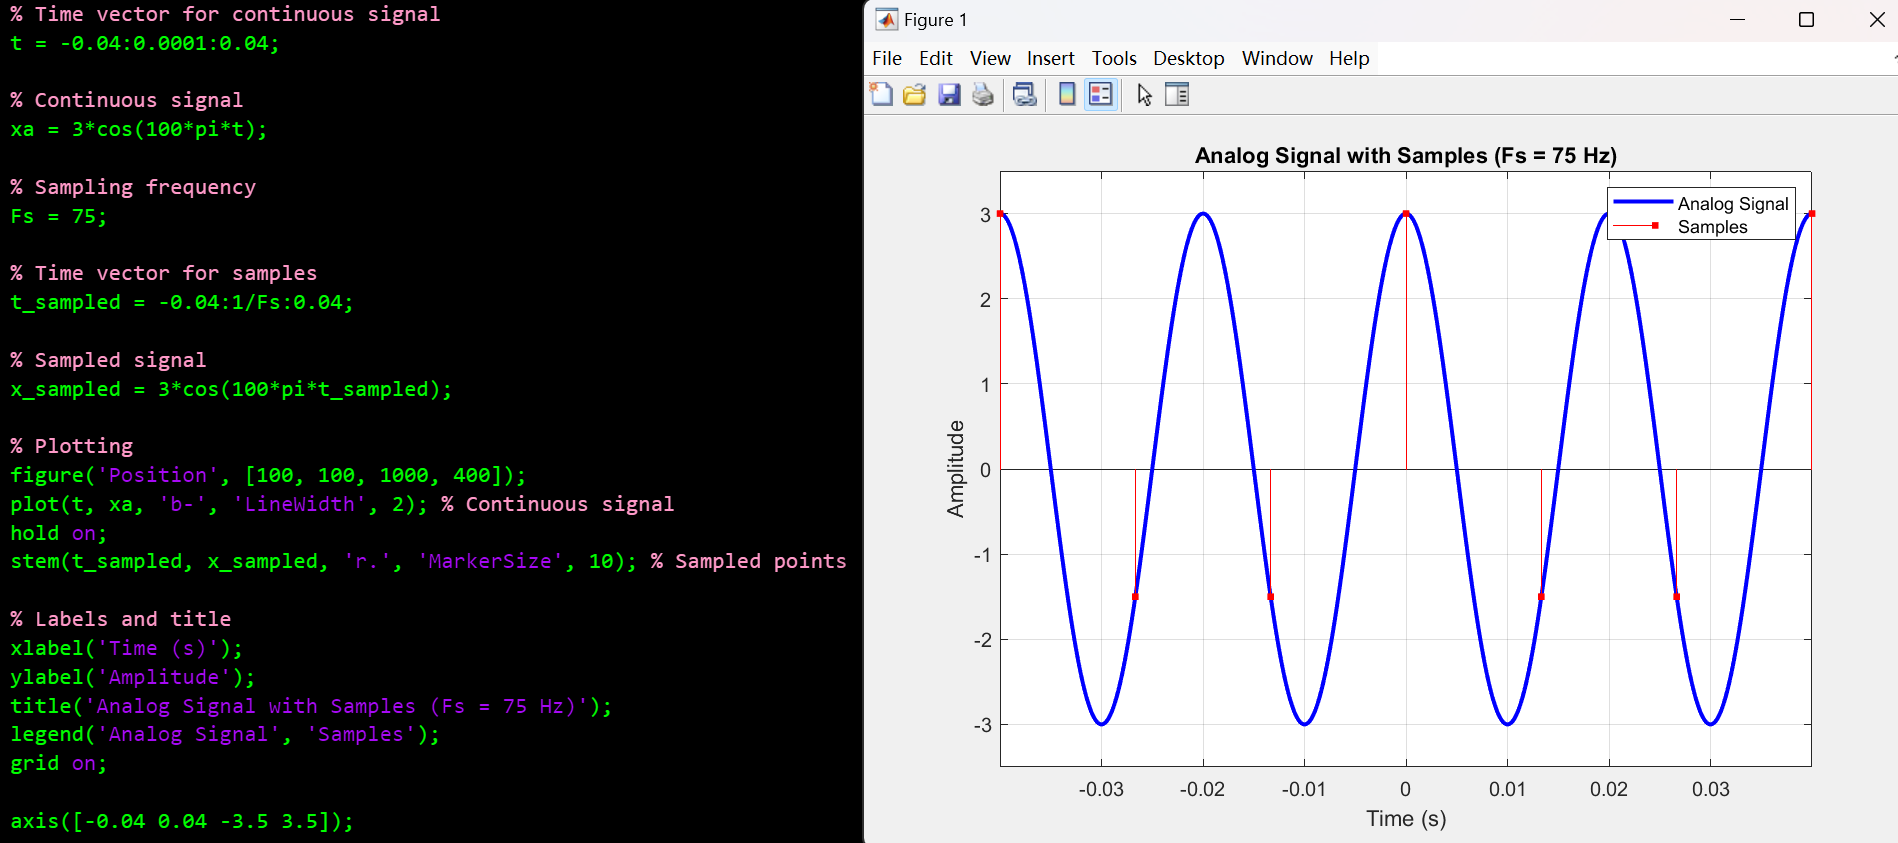 % Time vector for continuous signal
t = -0.04:0.0001:0.04;
% Continuous signal
xa = 3*cos(100*pi*t);
% Sampling frequency
Fs = 75;
% Time vector for samples
t_sampled = -0.04:1/Fs:0.04;
% Sampled signal
x_sampled = 3*cos(100*pi*t_sampled);
% Plotting
figure('Position', [100, 100, 1000, 400]);
plot(t, xa, 'b-', 'LineWidth', 2); % Continuous signal
hold on;
stem(t_sampled, x_sampled, 'r.', 'MarkerSize', 10); % Sampled points
% Labels and title
xlabel('Time (s)');
ylabel('Amplitude');
title('Analog Signal with Samples (Fs = 75 Hz)');
legend('Analog Signal', 'Samples');
grid on;
axis([-0.04 0.04 -3.5 3.5]);
Figure 1
File Edit View Insert Tools Desktop Window Help
Analog Signal with Samples (Fs = 75 Hz)
Analog Signal
Samples
3
2
1
0
-1
-2
-3
Amplitude
-0.03 -0.02 -0.01 0 0.01 0.02 0.03
Time (s)